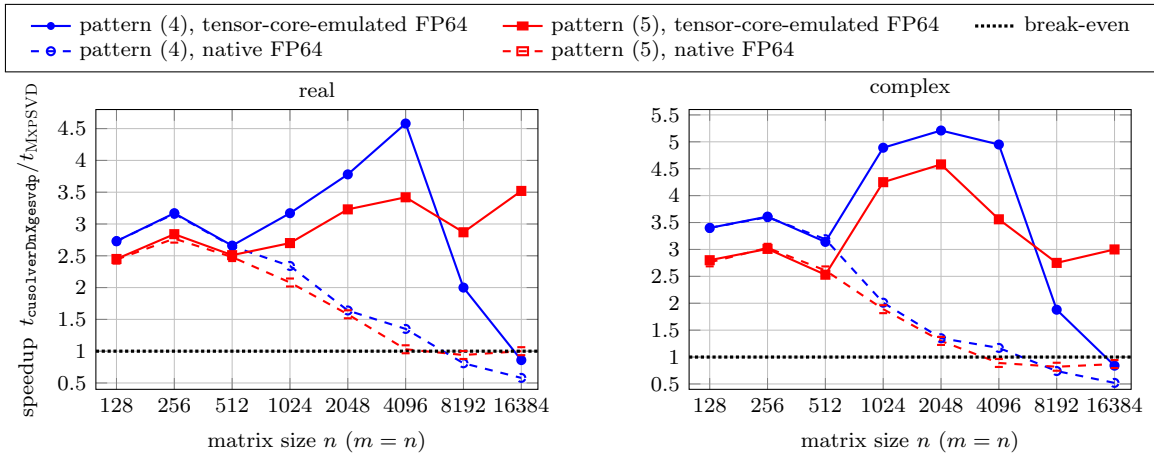 pattern (4), tensor-core-emulated FP64
pattern (5), tensor-core-emulated FP64
break-even
pattern (4), native FP64
pattern (5), native FP64
real
speedup t_cusolverDnXgesvdp/t_MxPSVD
4.5
4
3.5
3
2.5
2
1.5
1
0.5
128 256 512 1024 2048 4096 8192 16384
matrix size n (m = n)
complex
5.5
5
4.5
4
3.5
3
2.5
2
1.5
1
0.5
128 256 512 1024 2048 4096 8192 16384
matrix size n (m = n)